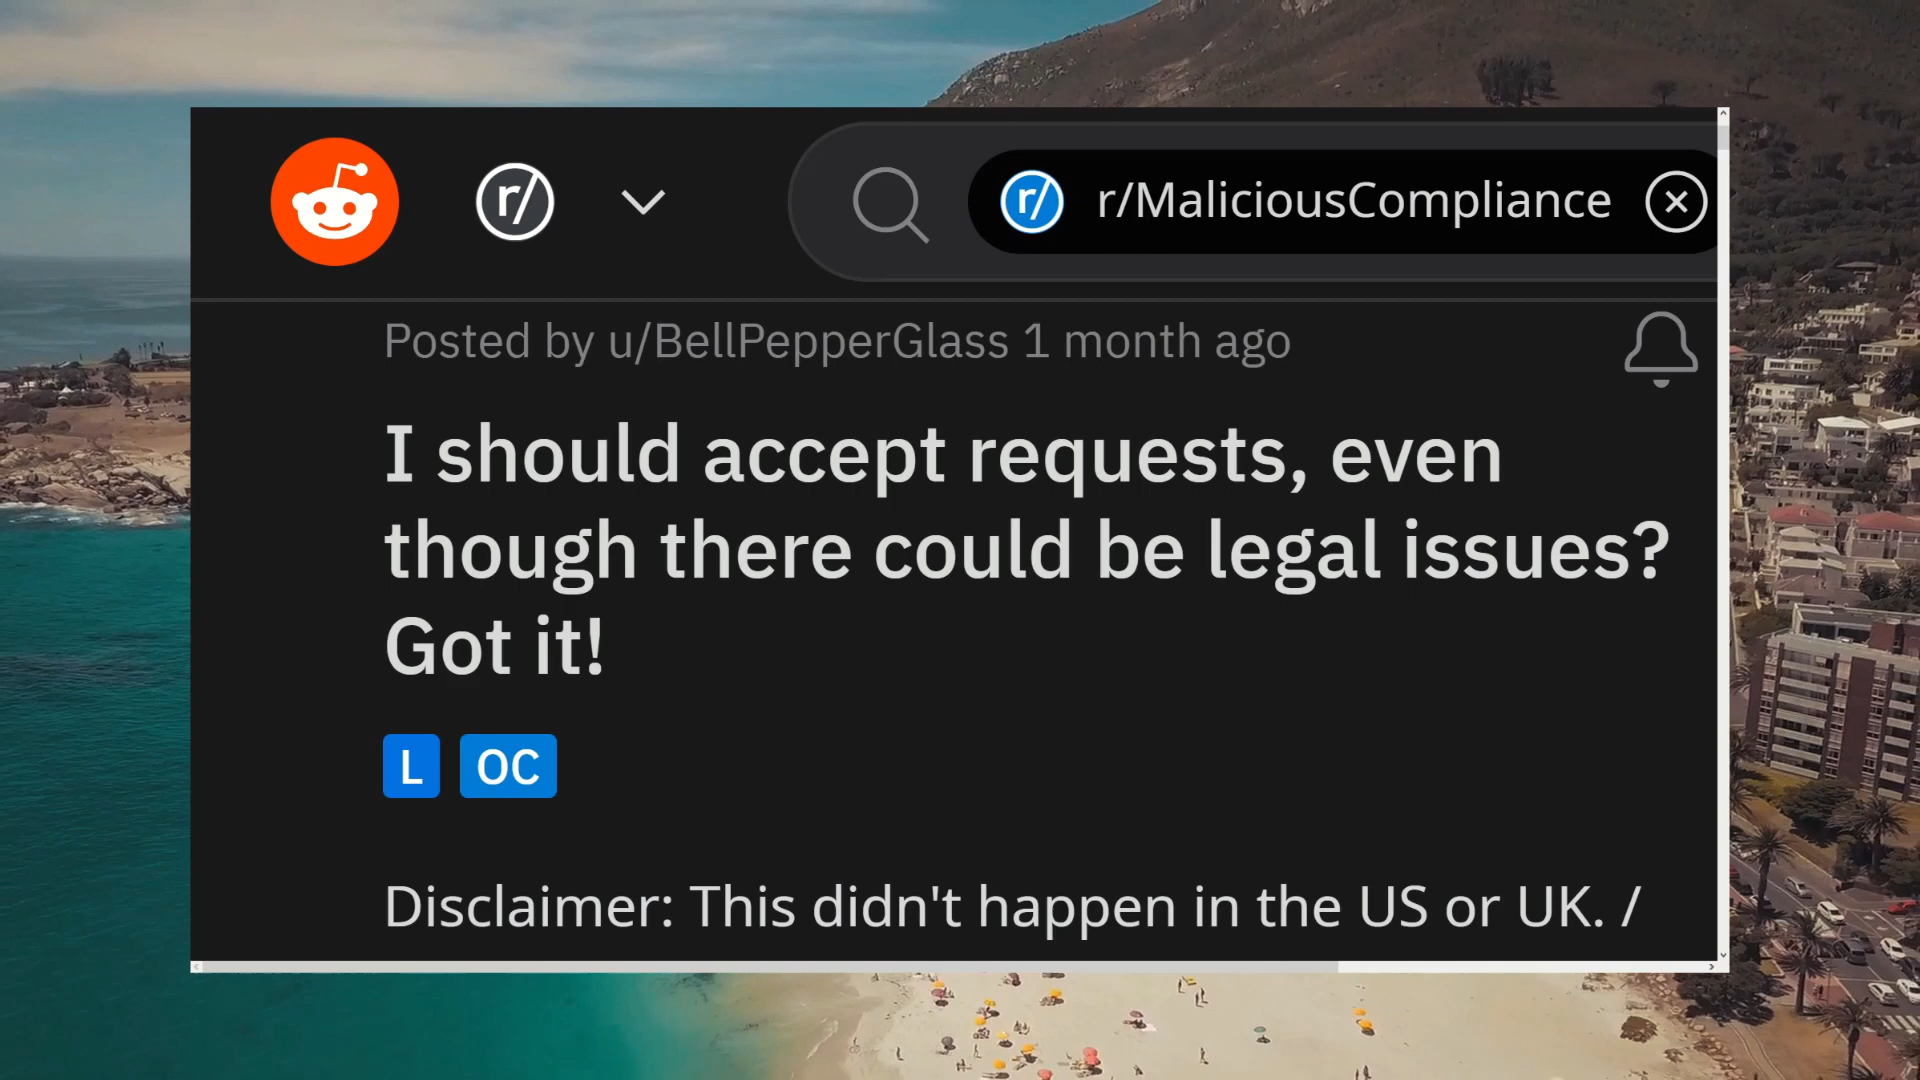 r/
r/ r/MaliciousCompliance
Posted by u/BellPepperGlass 1 month ago
I should accept requests, even
though there could be legal issues?
Got it!
L OC
Disclaimer: This didn't happen in the US or UK. /